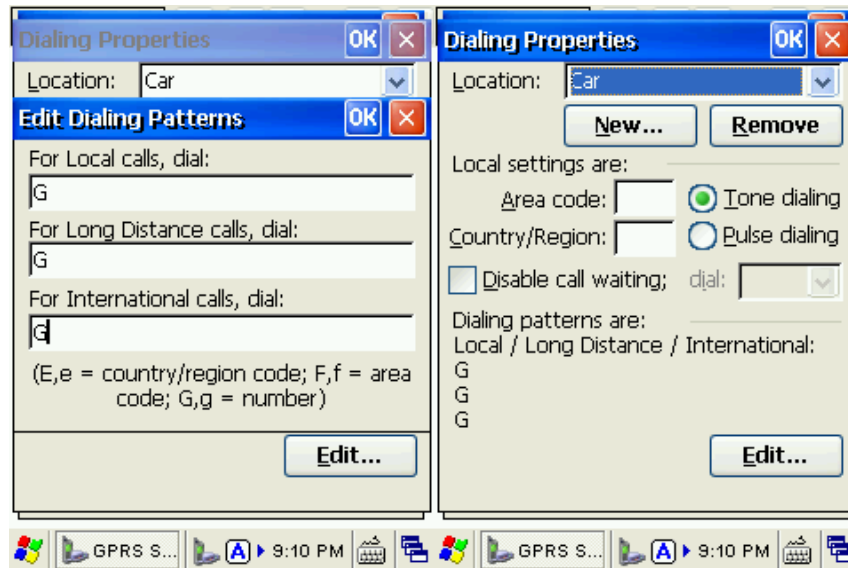 Dialing Properties OK
Location: Car
Edit Dialing Patterns OK
For Local calls, dial:
G
For Long Distance calls, dial:
G
For International calls, dial:
G
(E,e = country/region code; F,f = area
code; G,g = number)
Edit...
GPRS S... A 9:10 PM
Dialing Properties OK
Location: Car
New... Remove
Local settings are:
Area code: Tone dialing
Country/Region: Pulse dialing
Disable call waiting; dial:
Dialing patterns are:
Local / Long Distance / International:
G
G
G
Edit...
GPRS S... A 9:10 PM